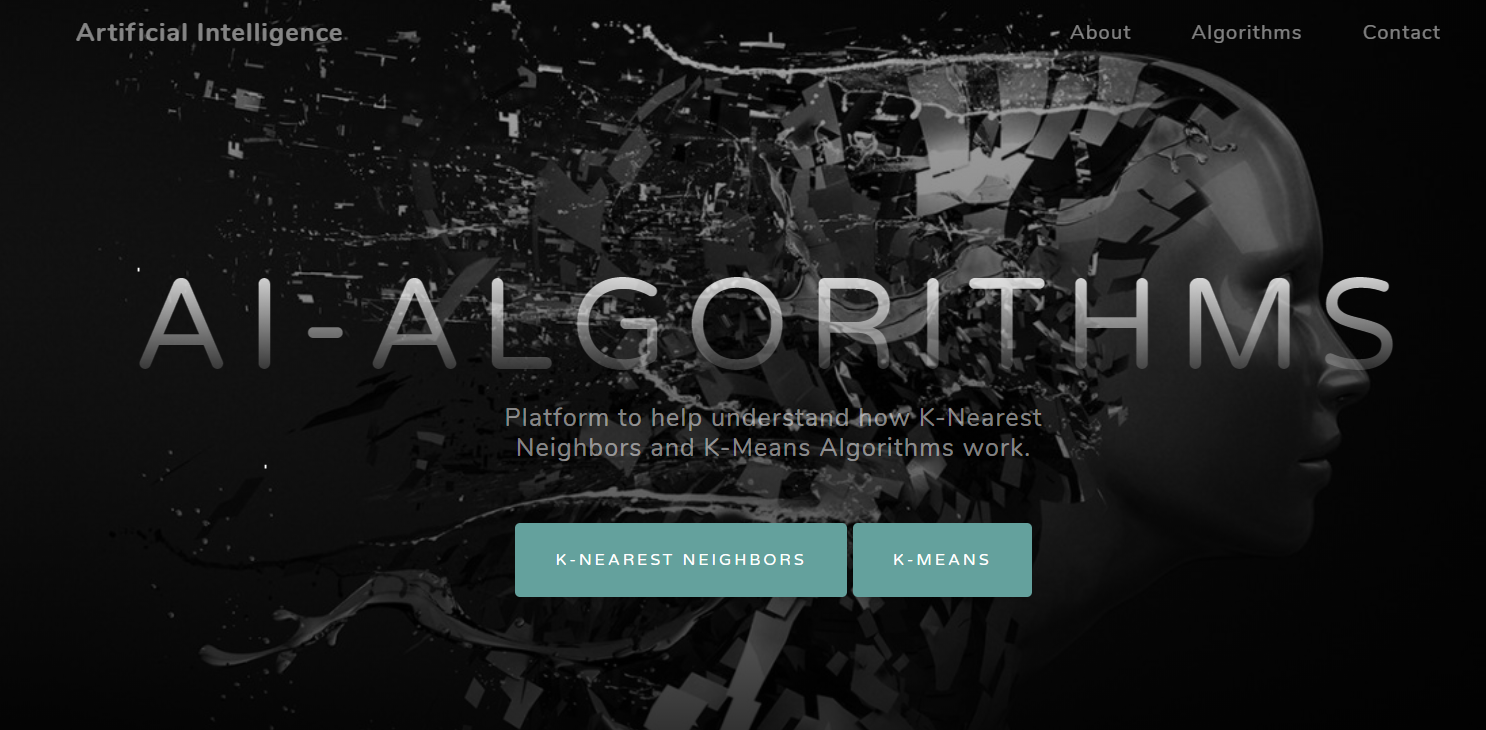 Artificial Intelligence
About
Algorithms
Contact
AI-ALGORITHMS
Platform to help understand how K-Nearest
Neighbors and K-Means Algorithms work.
K-NEAREST NEIGHBORS
K-MEANS